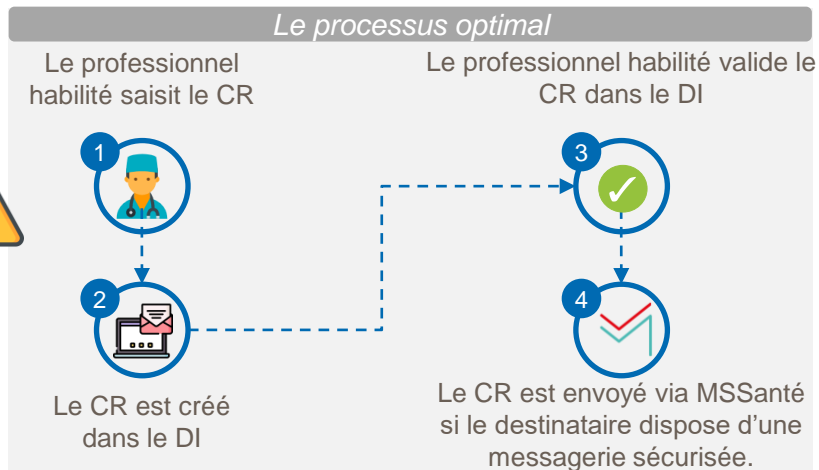 Le processus optimal
Le professionnel
habilité saisit le CR
1
2
Le CR est créé
dans le DI
Le professionnel habilité valide le
CR dans le DI
3
4
Le CR est envoyé via MSSanté
si le destinataire dispose d'une
messagerie sécurisée.